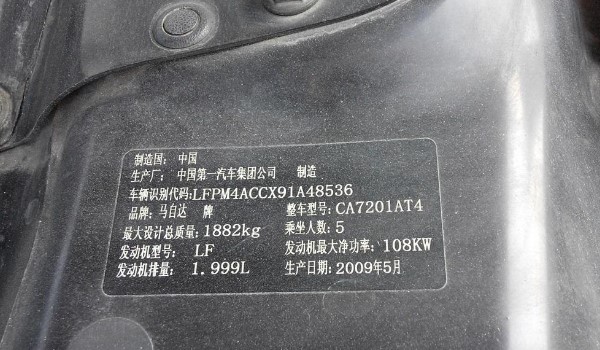 制造国: 中国
生产厂: 中国第一汽车集团公司 制造
车辆识别代码:LFPM4ACCX91A48536
品牌: 马自达 牌 整车型号: CA7201AT4
最大设计总质量: 1882kg 乘坐人数: 5
发动机型号: LF 发动机最大净功率: 108KW
发动机排量: 1.999L 生产日期: 2009年5月